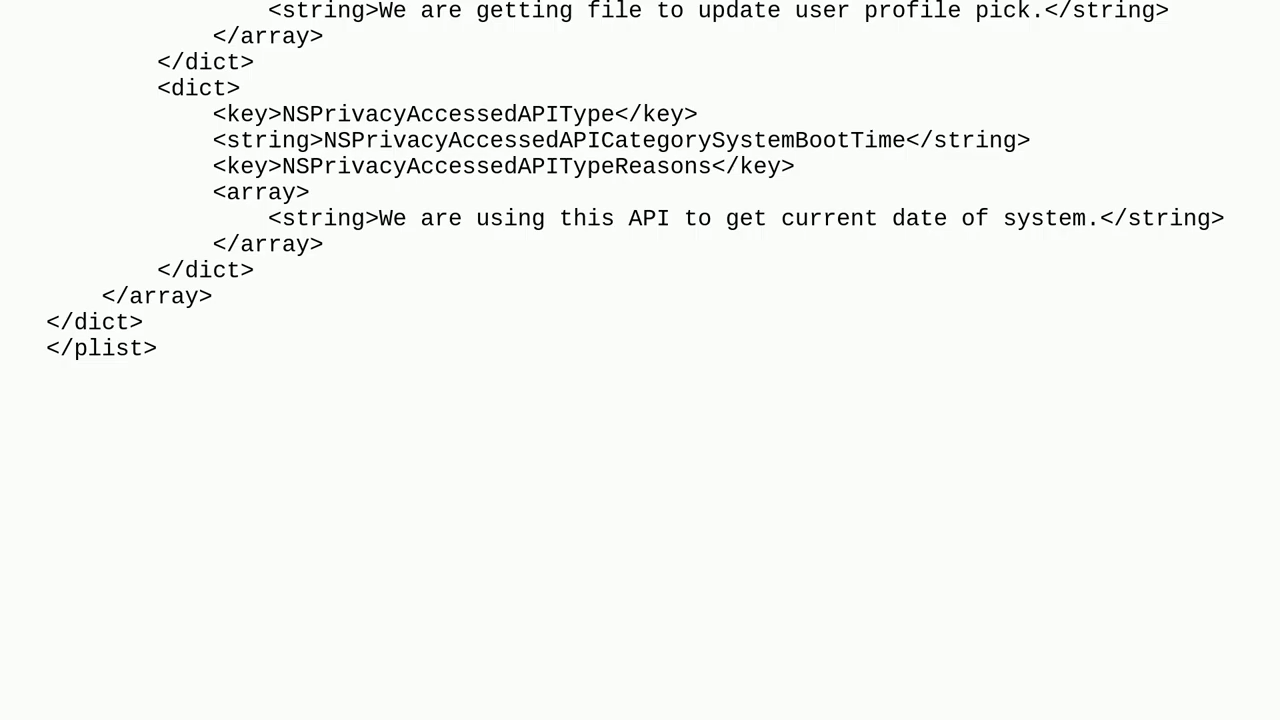 <string>We are getting file to update user profile pick.</string>
</array>
</dict>
<dict>
<key>NSPrivacyAccessedAPIType</key>
<string>NSPrivacyAccessedAPICategorySystemBootTime</string>
<key>NSPrivacyAccessedAPITypeReasons</key>
<array>
<string>We are using this API to get current date of system.</string>
</array>
</dict>
</array>
</dict>
</plist>